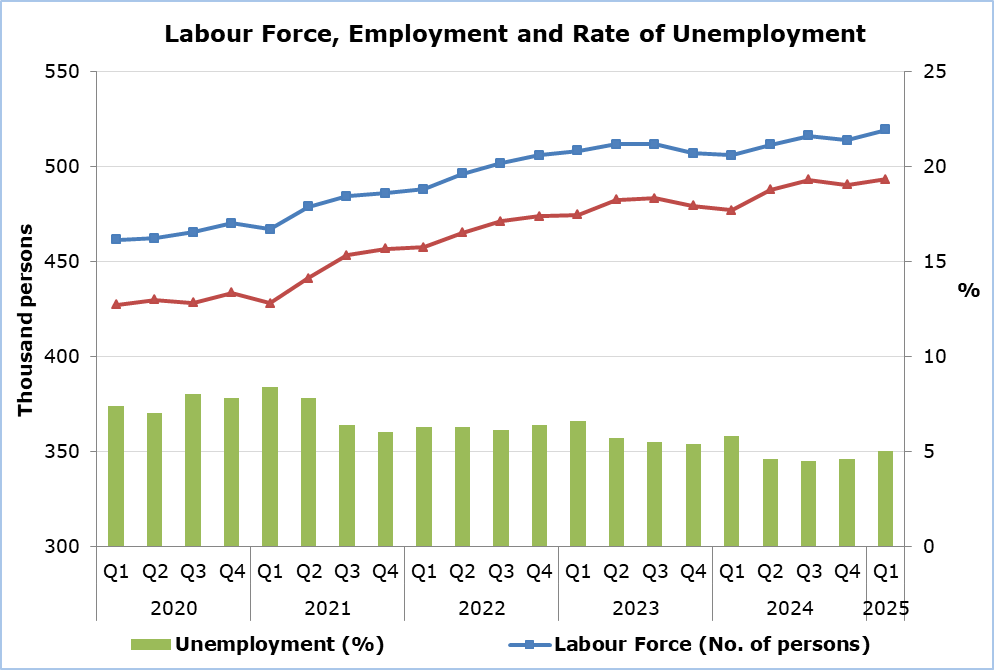 Labour Force, Employment and Rate of Unemployment
550
500
450
400
350
300
Thousand persons
25
20
15
10
5
0
%
Q1 Q2 Q3 Q4 Q1 Q2 Q3 Q4 Q1 Q2 Q3 Q4 Q1 Q2 Q3 Q4 Q1 Q2 Q3 Q4 Q1
2020 2021 2022 2023 2024 2025
Unemployment (%) Labour Force (No. of persons)